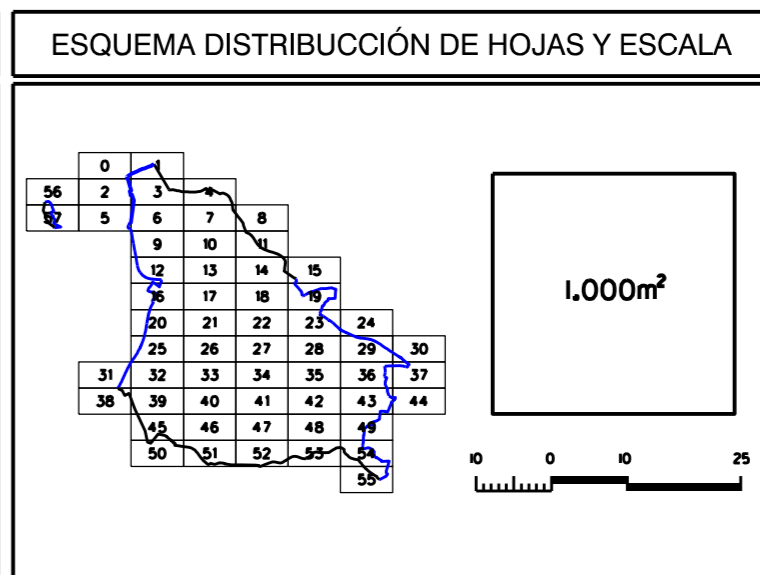 ESQUEMA DISTRIBUCCIÓN DE HOJAS Y ESCALA
0 1
56 2 3 4
57 5 6 7 8
9 10 11
12 13 14 15
16 17 18 19
20 21 22 23 24
25 26 27 28 29 30
31 32 33 34 35 36 37
38 39 40 41 42 43 44
45 46 47 48 49
50 51 52 53 54
55
1.000m²
10 0 10 25